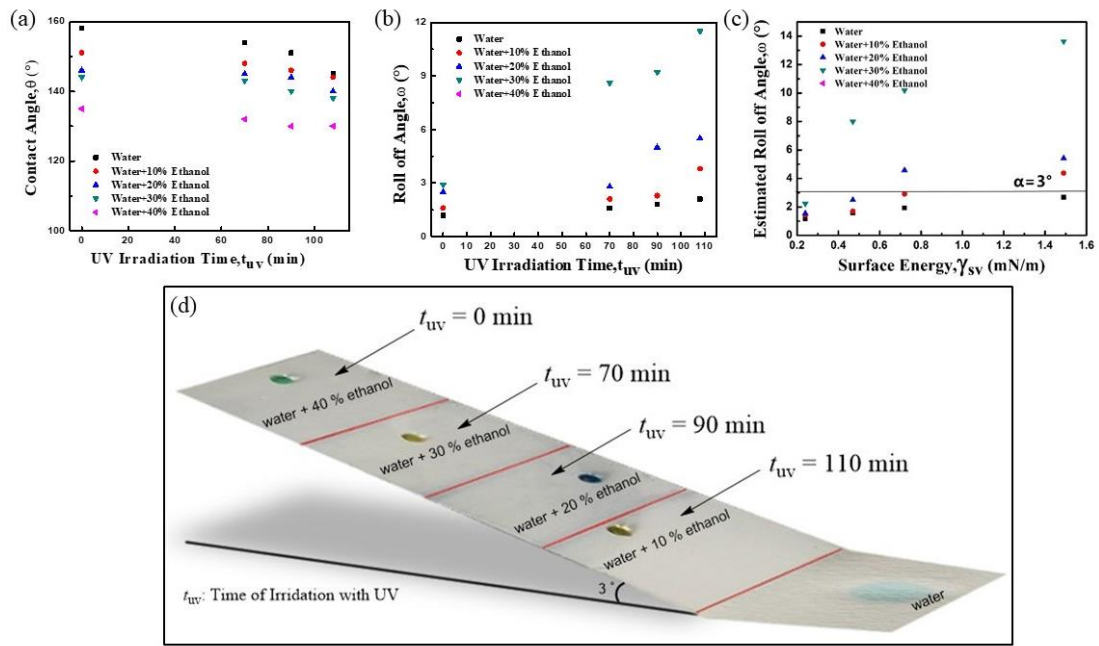 (a)
160
150
140
130
120
110
100
0
20
40
60
80
100
Contact Angle,θ (°)
UV Irradiation Time,tuv (min)
Water
Water+10% Ethanol
Water+20% Ethanol
Water+30% Ethanol
Water+40% Ethanol
(b)
12
9
6
3
0
0
10
20
30
40
50
60
70
80
90
100
110
Roll off Angle,ω (°)
UV Irradiation Time,tuv (min)
Water
Water+10% Ethanol
Water+20% Ethanol
Water+30% Ethanol
Water+40% Ethanol
(c)
14
12
10
8
6
4
2
0
0.2
0.4
0.6
0.8
1.0
1.2
1.4
1.6
Estimated Roll off Angle,ω (°)
Surface Energy,γsv (mN/m)
Water
Water+10% Ethanol
Water+20% Ethanol
Water+30% Ethanol
Water+40% Ethanol
α=3°
(d)
tuv = 0 min
tuv = 70 min
tuv = 90 min
tuv = 110 min
water + 40 % ethanol
water + 30 % ethanol
water + 20 % ethanol
water + 10 % ethanol
water
3°
tuv: Time of Irridation with UV